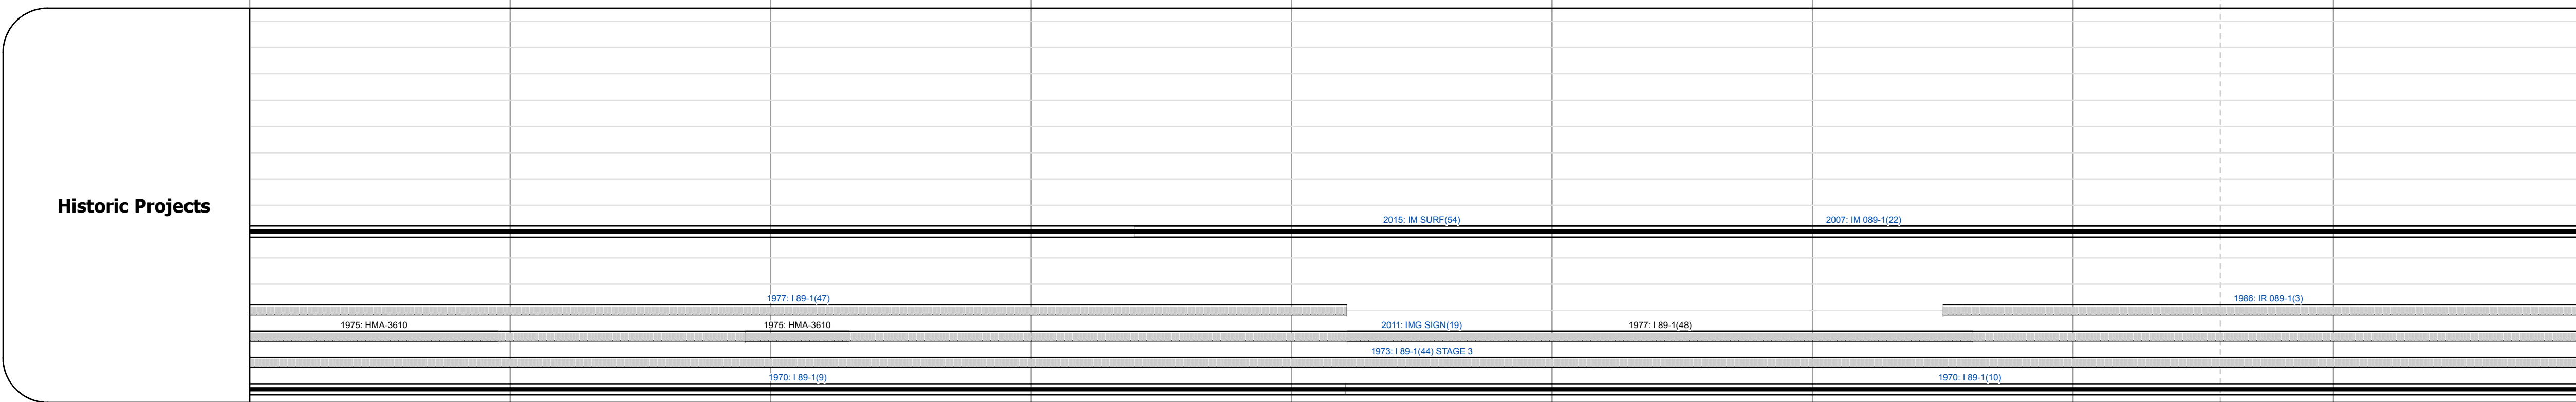 Historic Projects
2015: IM SURF(54)
2007: IM 089-1(22)
1977: I 89-1(47)
1986: IR 089-1(3)
1975: HMA-3610
1975: HMA-3610
2011: IMG SIGN(19)
1977: I 89-1(48)
1973: I 89-1(44) STAGE 3
1970: I 89-1(9)
1970: I 89-1(10)